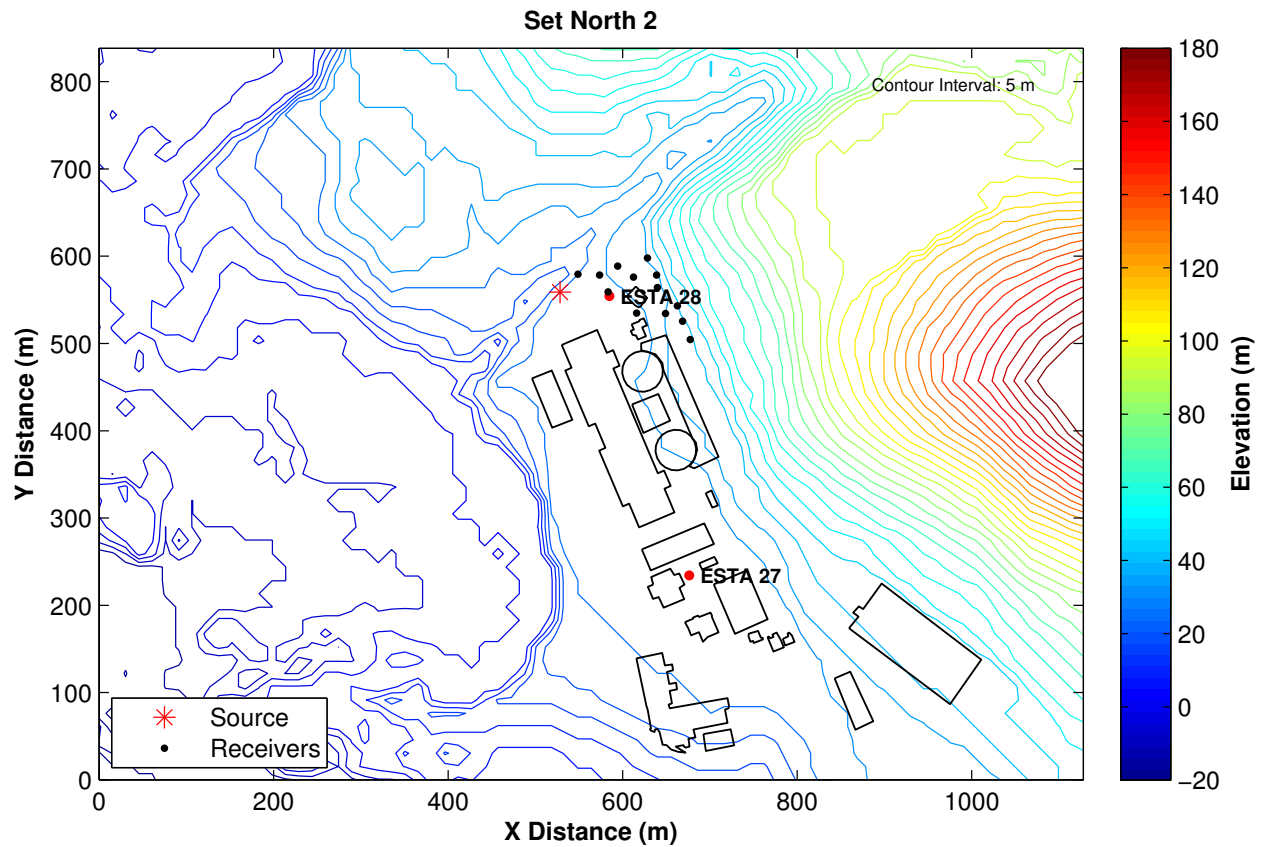 Set North 2
Contour Interval: 5 m
ESTA 28
ESTA 27
Source
Receivers
Y Distance (m)
800
700
600
500
400
300
200
100
0
0
200
400
600
800
1000
X Distance (m)
180
160
140
120
100
80
60
40
20
0
−20
Elevation (m)